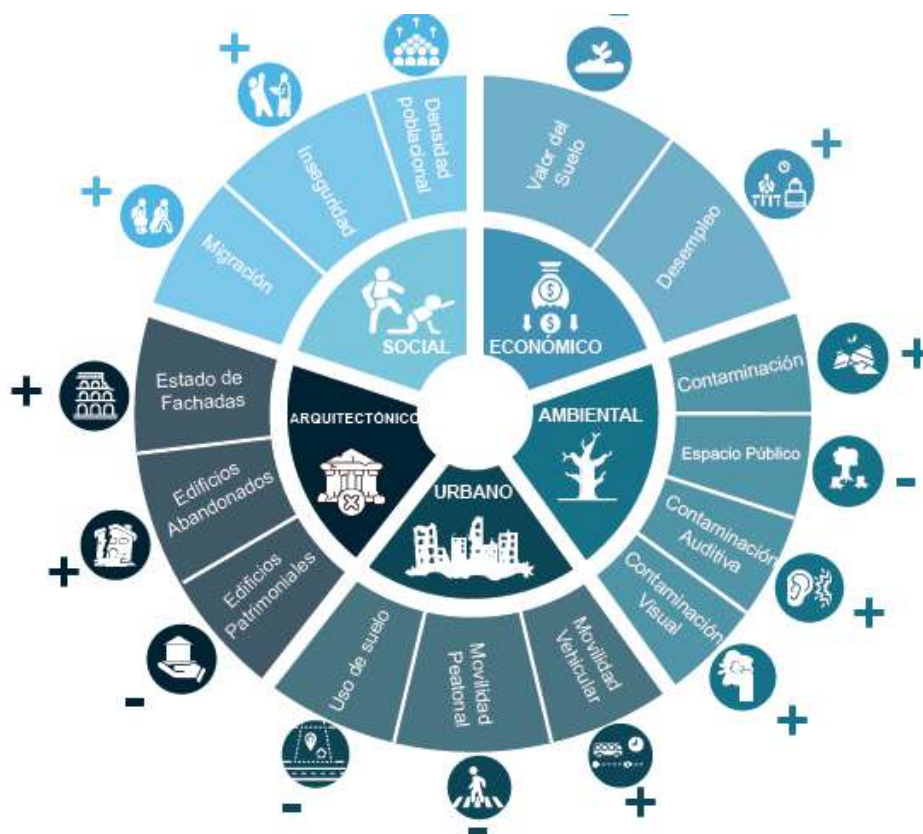 Densidad
poblacional
Inseguridad
Migración
Valor del
Suelo
Desempleo
SOCIAL
ECONÓMICO
ARQUITECTÓNICO
AMBIENTAL
URBANO
Contaminación
Espacio Público
Contaminación
Auditiva
Contaminación
Visual
Movilidad
Vehicular
Movilidad
Peatonal
Uso de suelo
Edificios
Patrimoniales
Edificios
Abandonados
Estado de
Fachadas
+
+
+
+
-
+
+
-
+
+
-
-
+
-
+